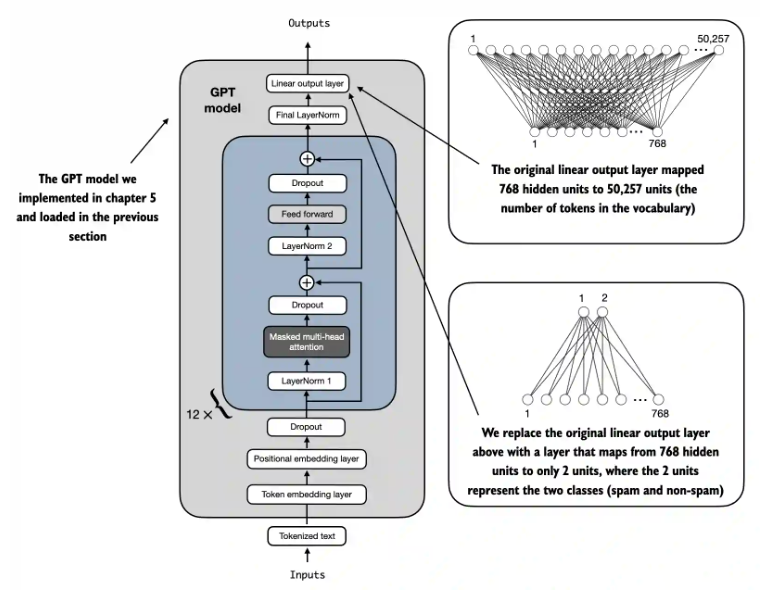 Outputs
GPT
model
Linear output layer
Final LayerNorm
Dropout
Feed forward
LayerNorm 2
Dropout
Masked multi-head
attention
LayerNorm 1
12 ×
Dropout
Positional embedding layer
Token embedding layer
Tokenized text
Inputs
The GPT model we
implemented in chapter 5
and loaded in the previous
section
1 ... 50,257
1 ... 768
The original linear output layer mapped
768 hidden units to 50,257 units (the
number of tokens in the vocabulary)
1 2
1 ... 768
We replace the original linear output layer
above with a layer that maps from 768 hidden
units to only 2 units, where the 2 units
represent the two classes (spam and non-spam)